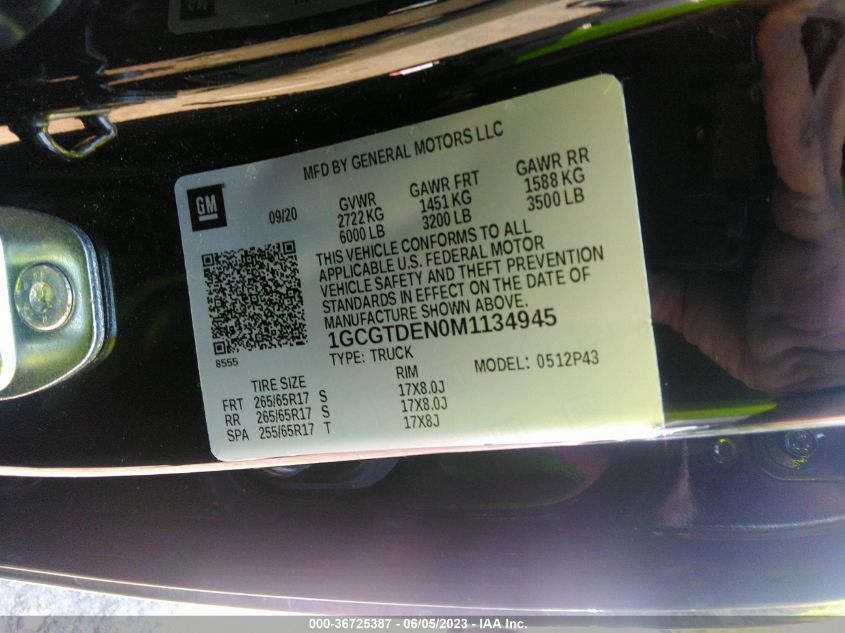 MFD BY GENERAL MOTORS LLC
GM
09/20
GVWR GAWR FRT GAWR RR
2722 KG 1451 KG 1588 KG
6000 LB 3200 LB 3500 LB
THIS VEHICLE CONFORMS TO ALL
APPLICABLE U.S. FEDERAL MOTOR
VEHICLE SAFETY AND THEFT PREVENTION
STANDARDS IN EFFECT ON THE DATE OF
MANUFACTURE SHOWN ABOVE.
1GCGTDEN0M1134945
8555
TYPE: TRUCK MODEL: 0512P43
TIRE SIZE RIM
FRT 265/65R17 S 17X8.0J
RR 265/65R17 S 17X8.0J
SPA 255/65R17 T 17X8J
000-36725387 - 06/05/2023 - IAA Inc.